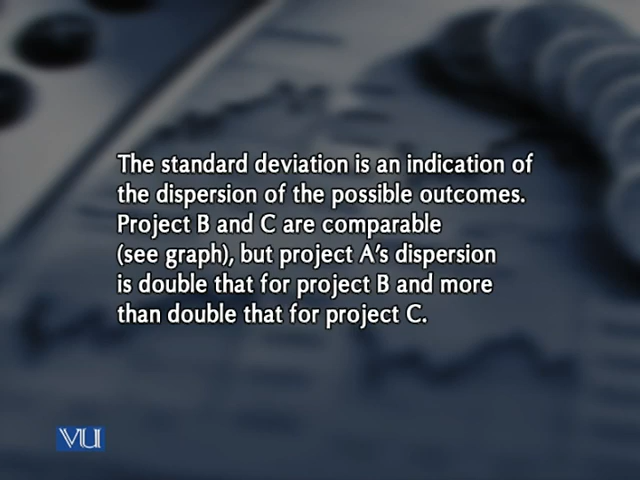 The standard deviation is an indication of
the dispersion of the possible outcomes.
Project B and C are comparable
(see graph), but project A's dispersion
is double that for project B and more
than double that for project C.
VU